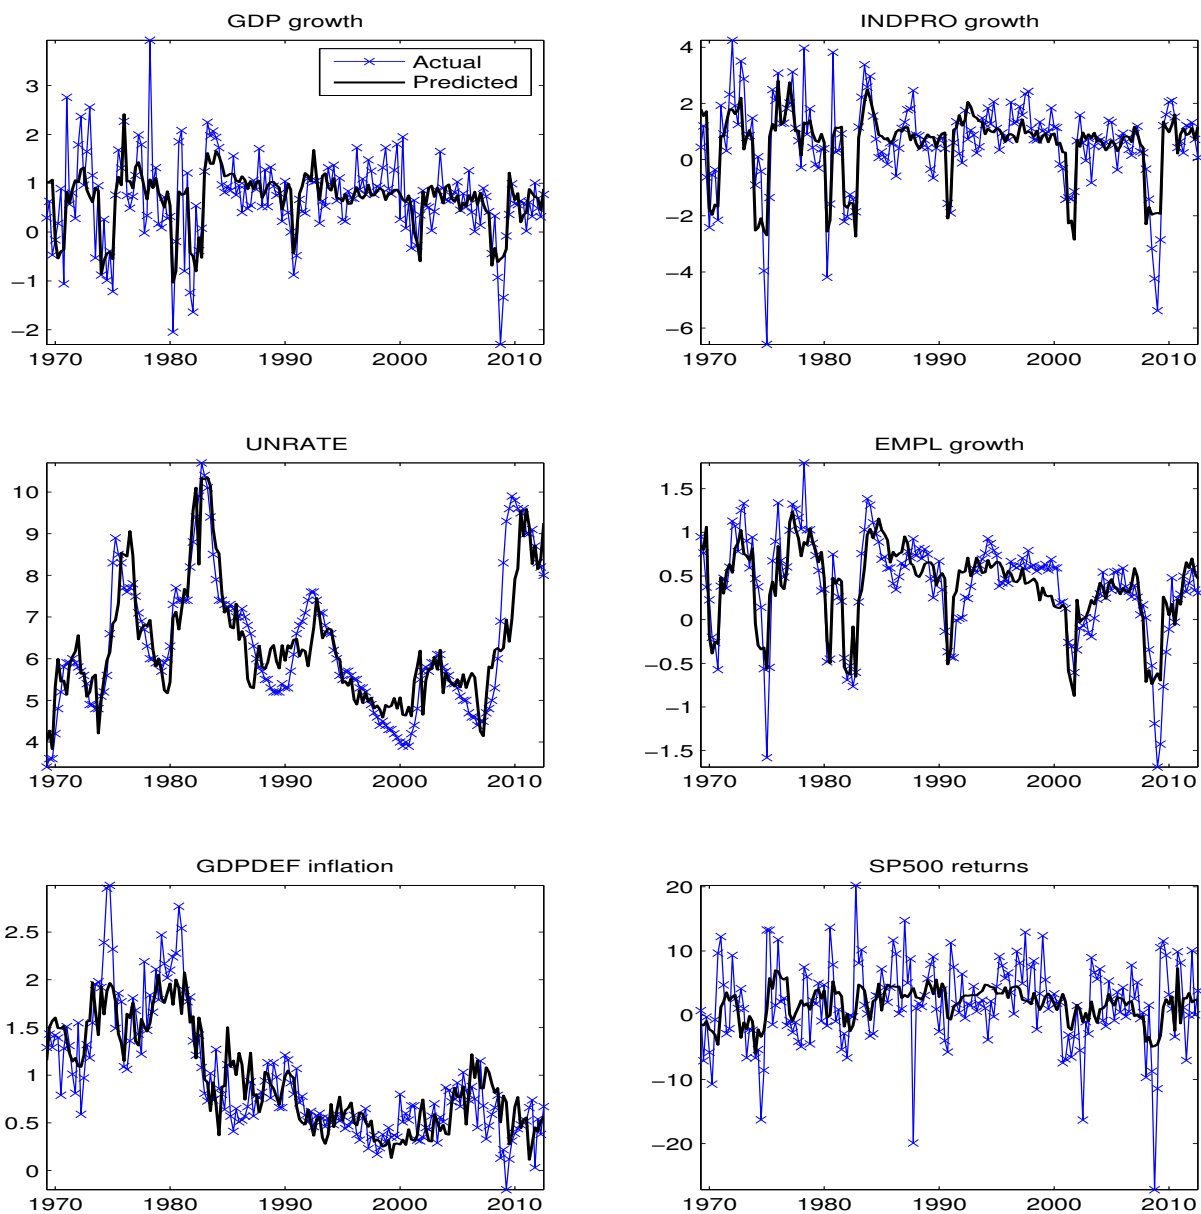 GDP growth
INDPRO growth
Actual
Predicted
3
2
1
0
−1
−2
1970 1980 1990 2000 2010
4
2
0
−2
−4
−6
1970 1980 1990 2000 2010
UNRATE
EMPL growth
10
9
8
7
6
5
4
1970 1980 1990 2000 2010
1.5
1
0.5
0
−0.5
−1
−1.5
1970 1980 1990 2000 2010
GDPDEF inflation
SP500 returns
2.5
2
1.5
1
0.5
0
1970 1980 1990 2000 2010
20
10
0
−10
−20
1970 1980 1990 2000 2010